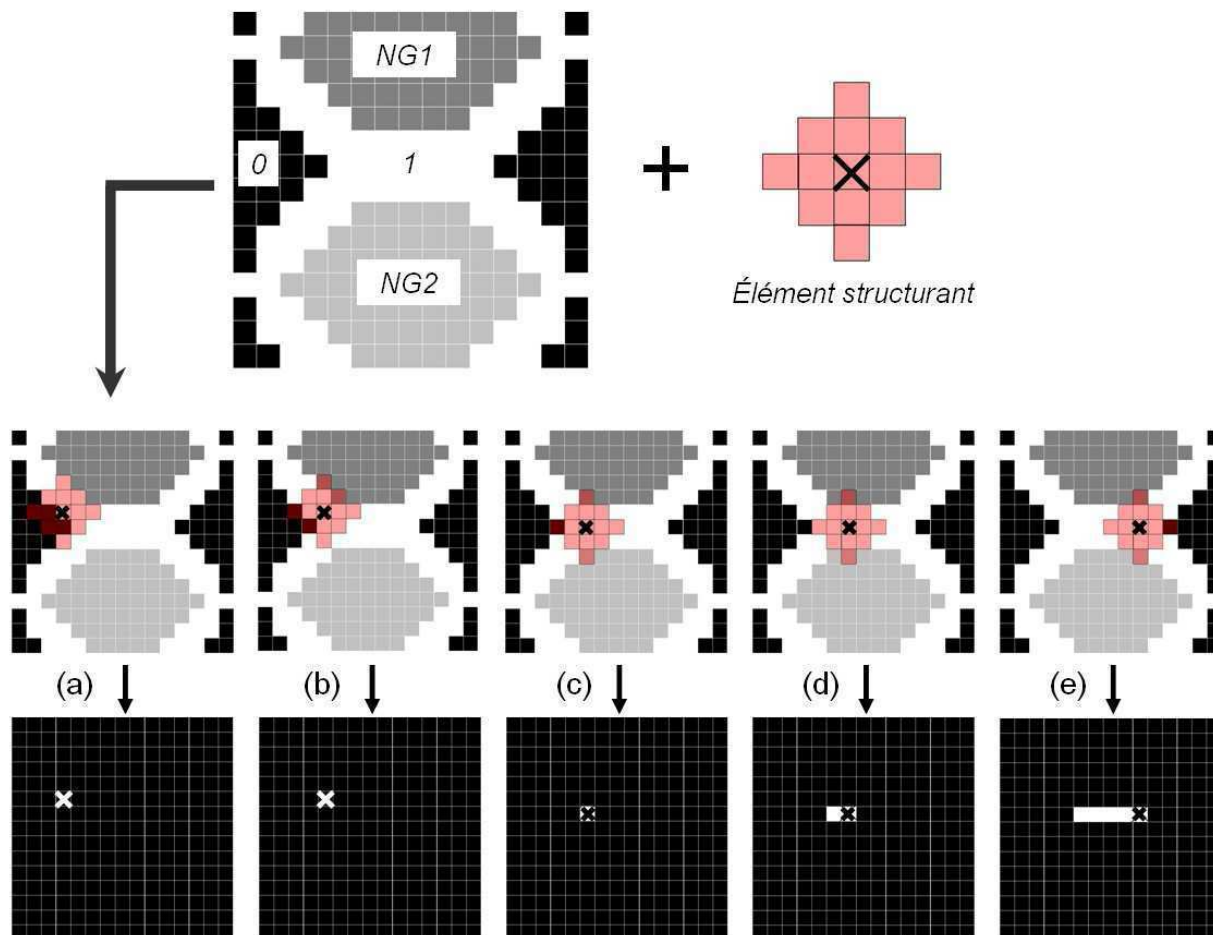 NG1
0
1
+
NG2
Élément structurant
(a)
(b)
(c)
(d)
(e)